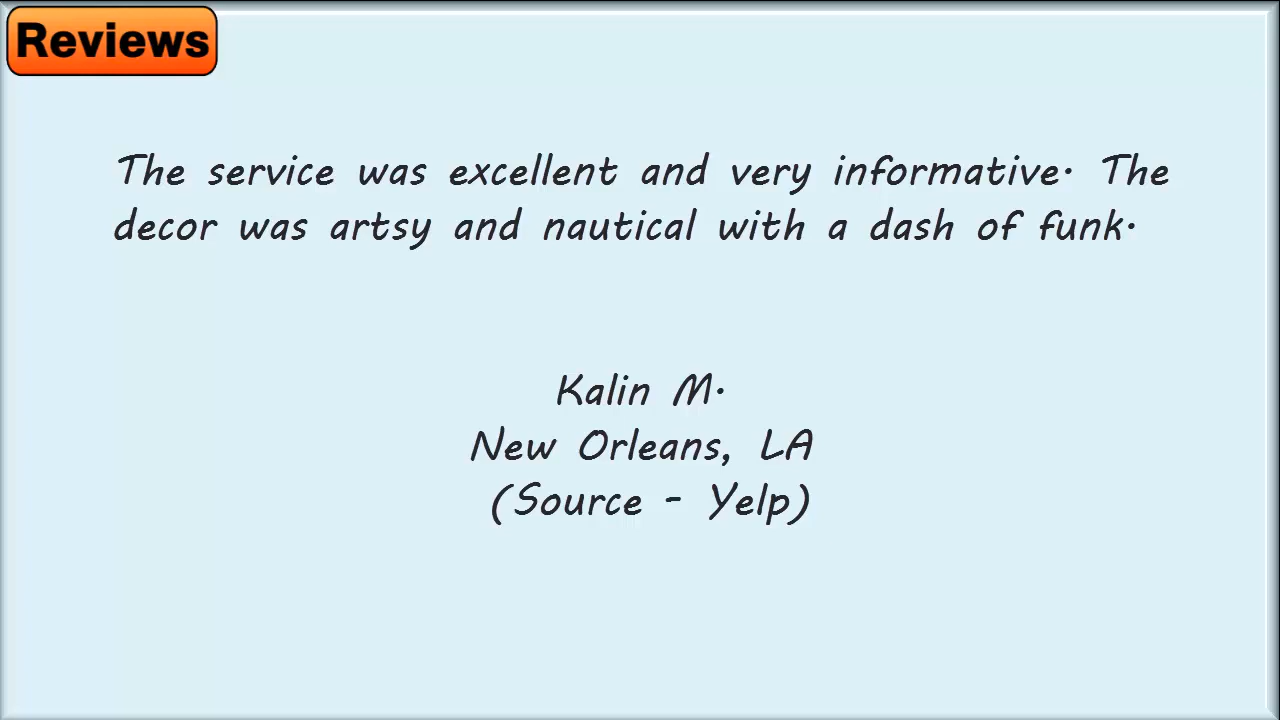 Reviews
The service was excellent and very informative. The
decor was artsy and nautical with a dash of funk.
Kalin M.
New Orleans, LA
(Source - Yelp)